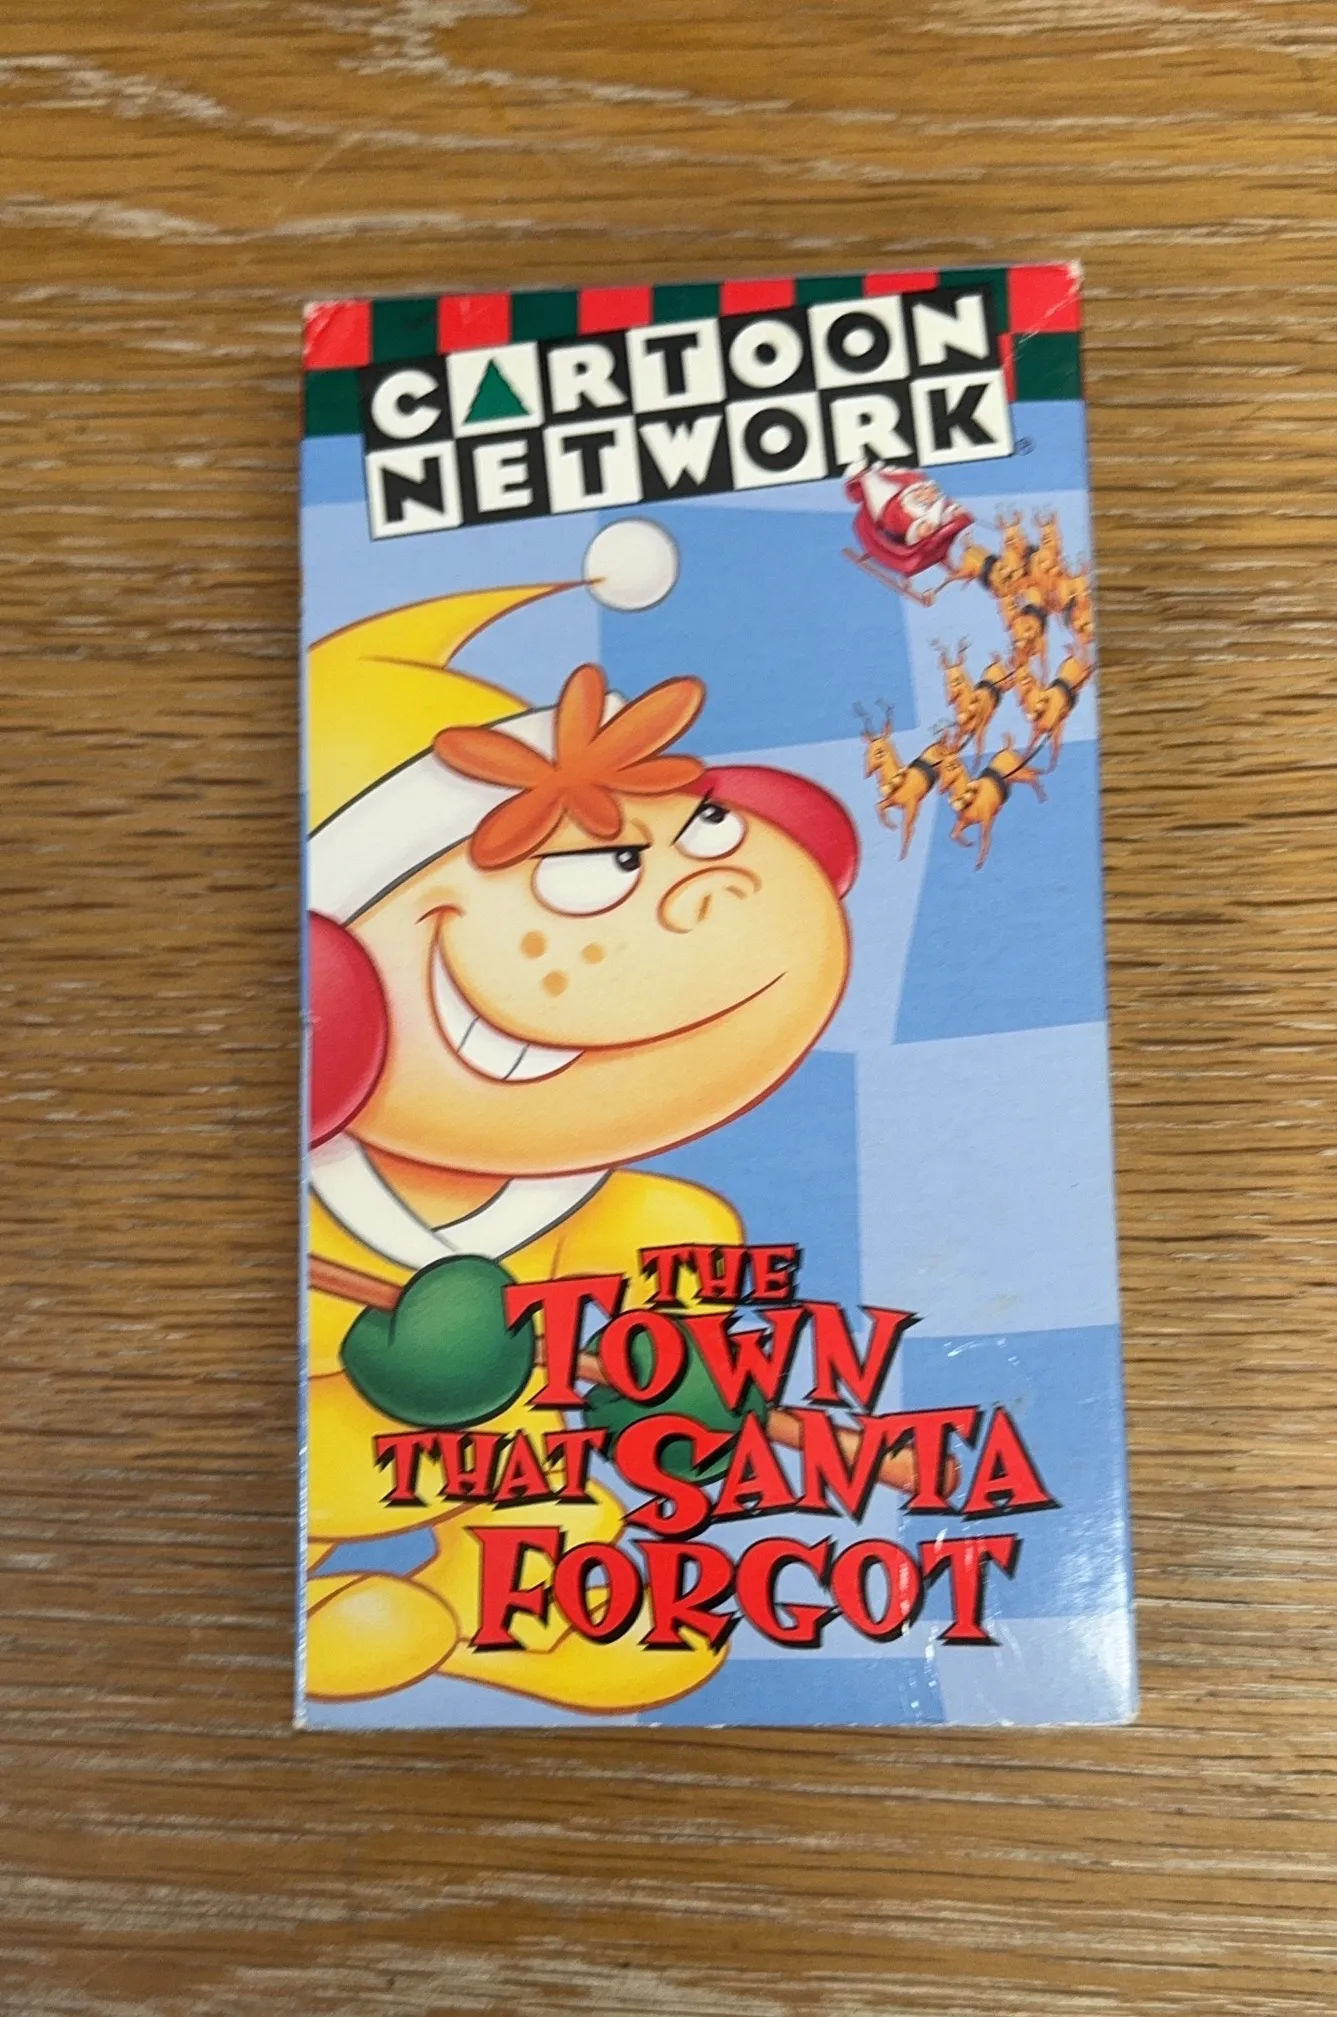 CARTOON
NETWORK®
THE
TOWN
THAT SANTA
FORGOT